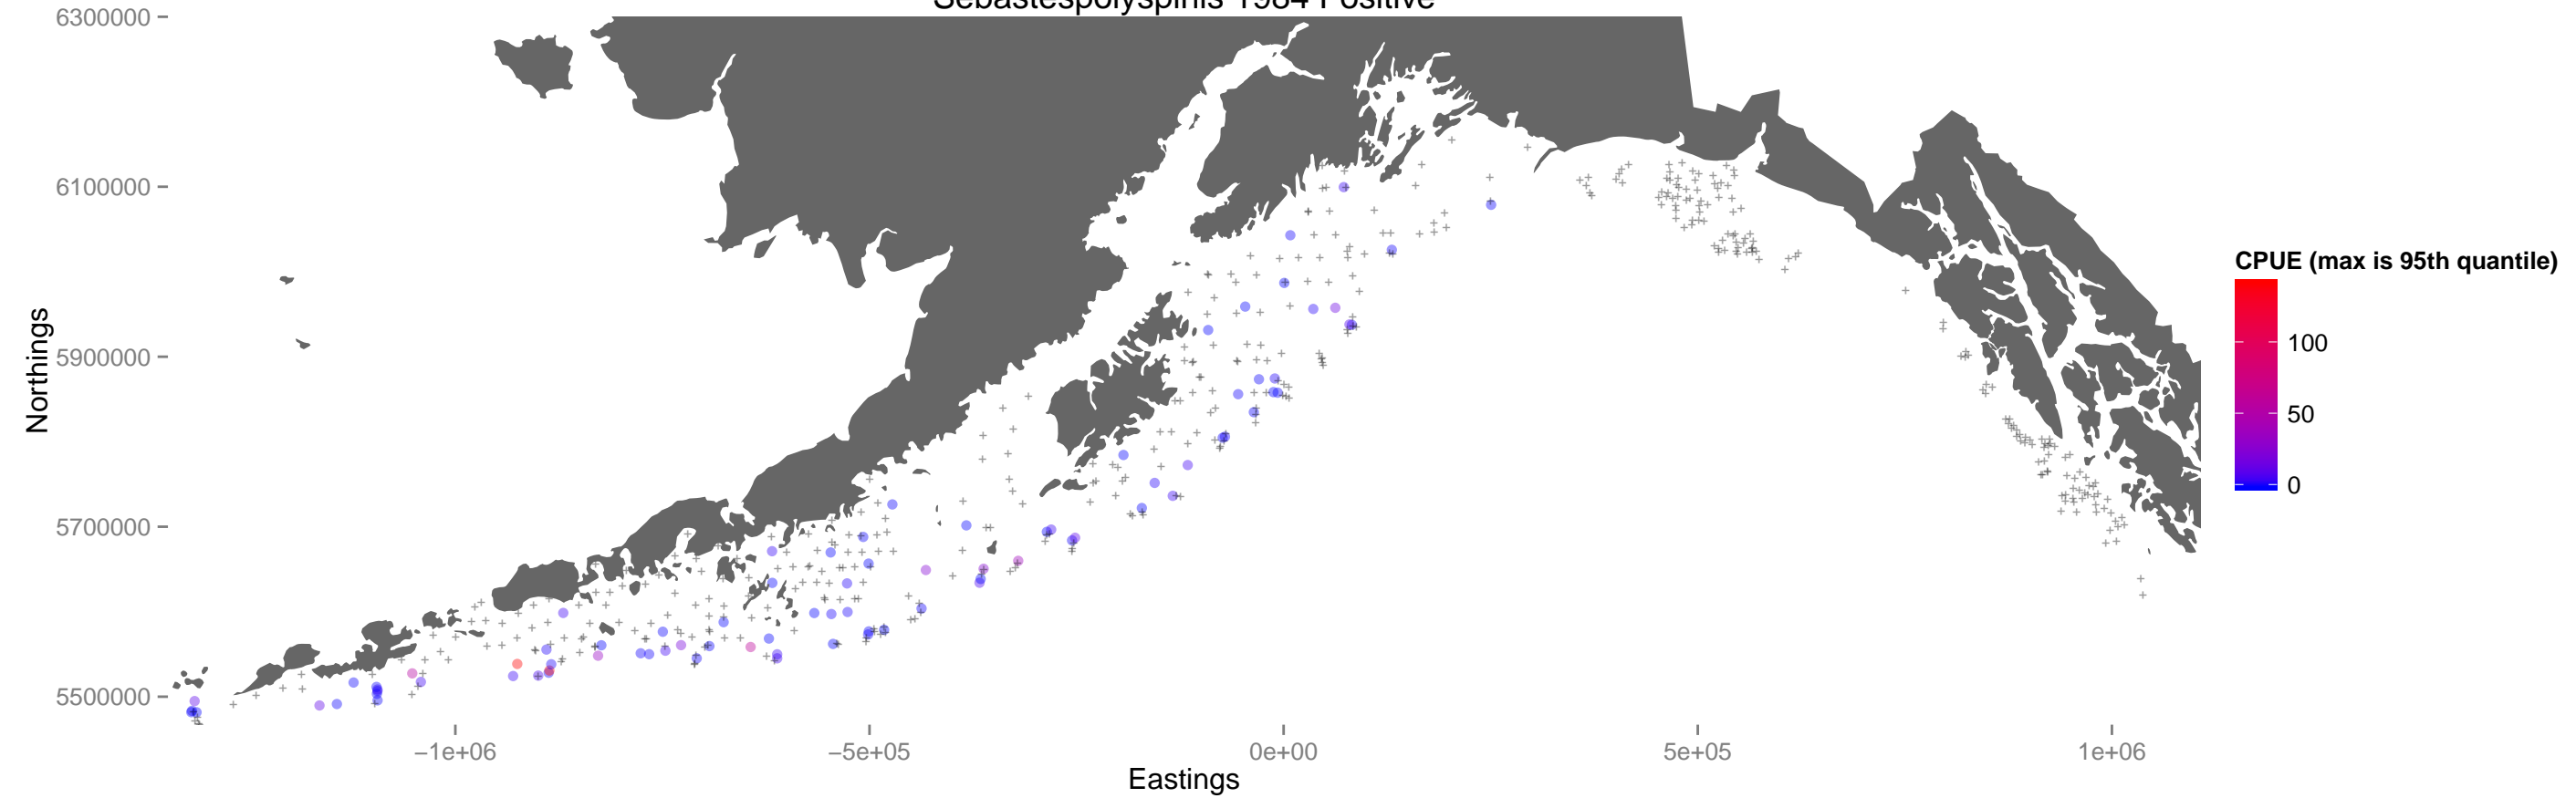 Sebastespolyspinis 1984 Positive
6300000
6100000
5900000
5700000
5500000
Northings
−1e+06
−5e+05
0e+00
5e+05
1e+06
Eastings
CPUE (max is 95th quantile)
100
50
0